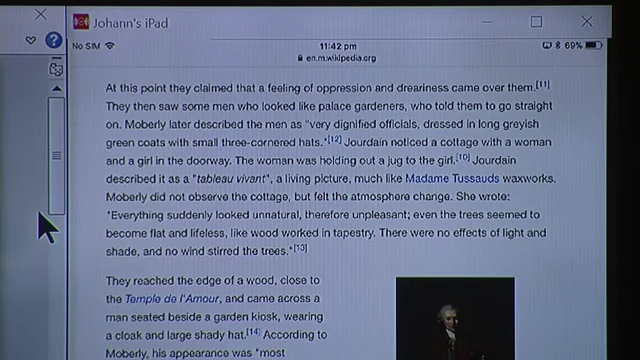 Johann's iPad
No SIM
11:42 pm
69%
en.m.wikipedia.org
At this point they claimed that a feeling of oppression and dreariness came over them.[11]
They then saw some men who looked like palace gardeners, who told them to go straight
on. Moberly later described the men as "very dignified officials, dressed in long greyish
green coats with small three-cornered hats."[12] Jourdain noticed a cottage with a woman
and a girl in the doorway. The woman was holding out a jug to the girl.[10] Jourdain
described it as a "tableau vivant", a living picture, much like Madame Tussauds waxworks.
Moberly did not observe the cottage, but felt the atmosphere change. She wrote:
"Everything suddenly looked unnatural, therefore unpleasant; even the trees seemed to
become flat and lifeless, like wood worked in tapestry. There were no effects of light and
shade, and no wind stirred the trees."[13]
They reached the edge of a wood, close to
the Temple de l'Amour, and came across a
man seated beside a garden kiosk, wearing
a cloak and large shady hat.[14] According to
Moberly, his appearance was "most